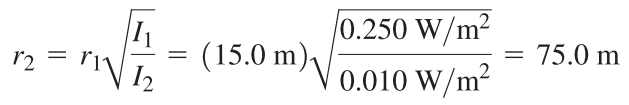 r₂ = r₁√(I₁/I₂) = (15.0 m)√(0.250 W/m²/0.010 W/m²) = 75.0 m